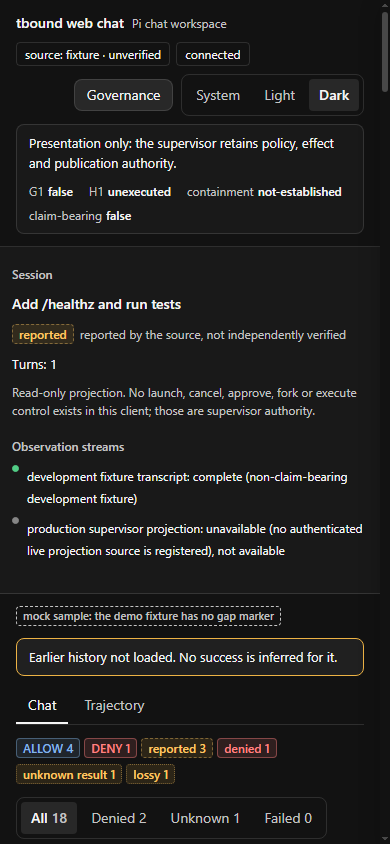 tbound web chat Pi chat workspace
source: fixture · unverified connected
Governance System Light Dark
Presentation only: the supervisor retains policy, effect
and publication authority.
G1 false H1 unexecuted containment not-established
claim-bearing false
Session
Add /healthz and run tests
reported reported by the source, not independently verified
Turns: 1
Read-only projection. No launch, cancel, approve, fork or execute
control exists in this client; those are supervisor authority.
Observation streams
development fixture transcript: complete (non-claim-bearing
development fixture)
production supervisor projection: unavailable (no authenticated
live projection source is registered), not available
mock sample: the demo fixture has no gap marker
Earlier history not loaded. No success is inferred for it.
Chat Trajectory
ALLOW 4 DENY 1 reported 3 denied 1
unknown result 1 lossy 1
All 18 Denied 2 Unknown 1 Failed 0